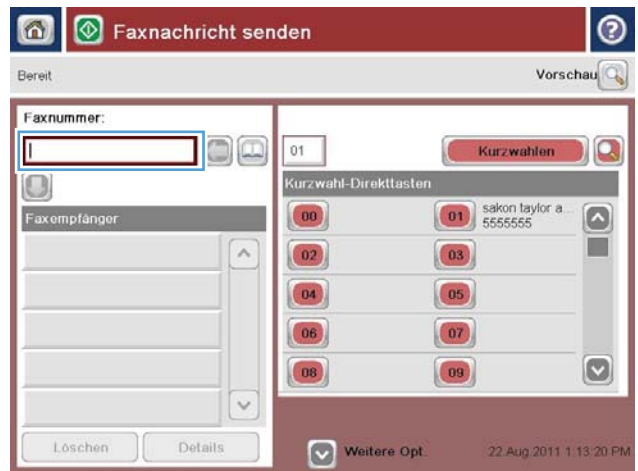 Faxnachricht senden
Bereit
Vorschau
Faxnummer:
01
Kurzwahlen
Kurzwahl-Direkttasten
Faxempfänger
00
01 sakon taylor a...
5555555
02
03
04
05
06
07
08
09
Löschen
Details
Weitere Opt.
22.Aug.2011 1:13:20 PM